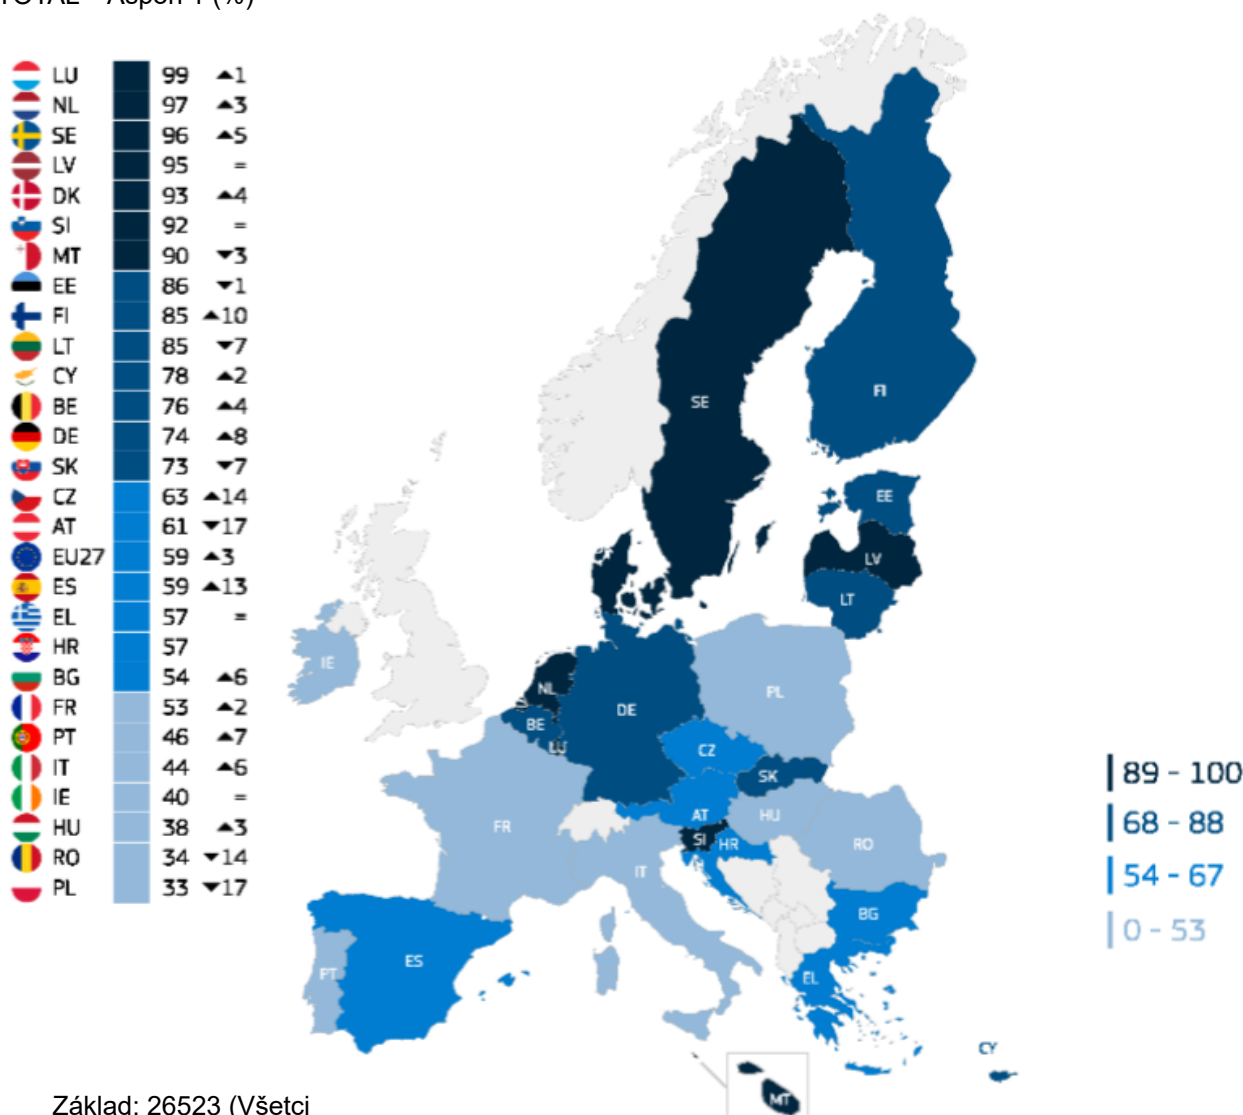 TOTAL "Aspoň 1"(%)
LU 99 ▲1
NL 97 ▲3
SE 96 ▲5
LV 95 =
DK 93 ▲4
SI 92 =
MT 90 ▼3
EE 86 ▼1
FI 85 ▲10
LT 85 ▼7
CY 78 ▲2
BE 76 ▲4
DE 74 ▲8
SK 73 ▼7
CZ 63 ▲14
AT 61 ▼17
EU27 59 ▲3
ES 59 ▲13
EL 57 =
HR 57
BG 54 ▲6
FR 53 ▲2
PT 46 ▲7
IT 44 ▲6
IE 40 =
HU 38 ▲3
RO 34 ▼14
PL 33 ▼17
SE
FI
EE
LV
LT
IE
NL
BE
LU
DE
PL
CZ
SK
AT
HU
SI
HR
FR
IT
RO
BG
ES
PT
EL
CY
MT
89 - 100
68 - 88
54 - 67
0 - 53
Základ: 26523 (Všetci